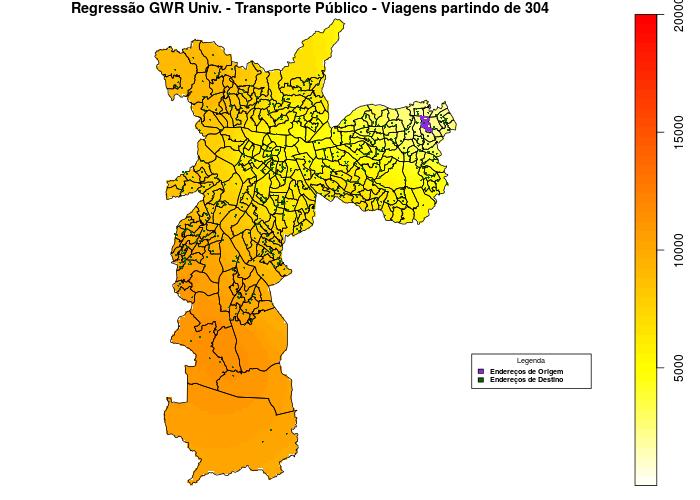 Regressão GWR Univ. - Transporte Público - Viagens partindo de 304
20000
15000
10000
5000
Legenda
Endereços de Origem
Endereços de Destino